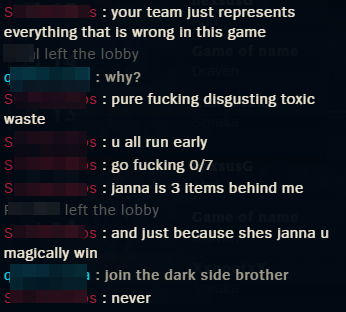 : your team just represents
everything that is wrong in this game
left the lobby
: why?
: pure fucking disgusting toxic
waste
: u all run early
: go fucking 0/7
: janna is 3 items behind me
left the lobby
: and just because shes janna u
magically win
: join the dark side brother
: never